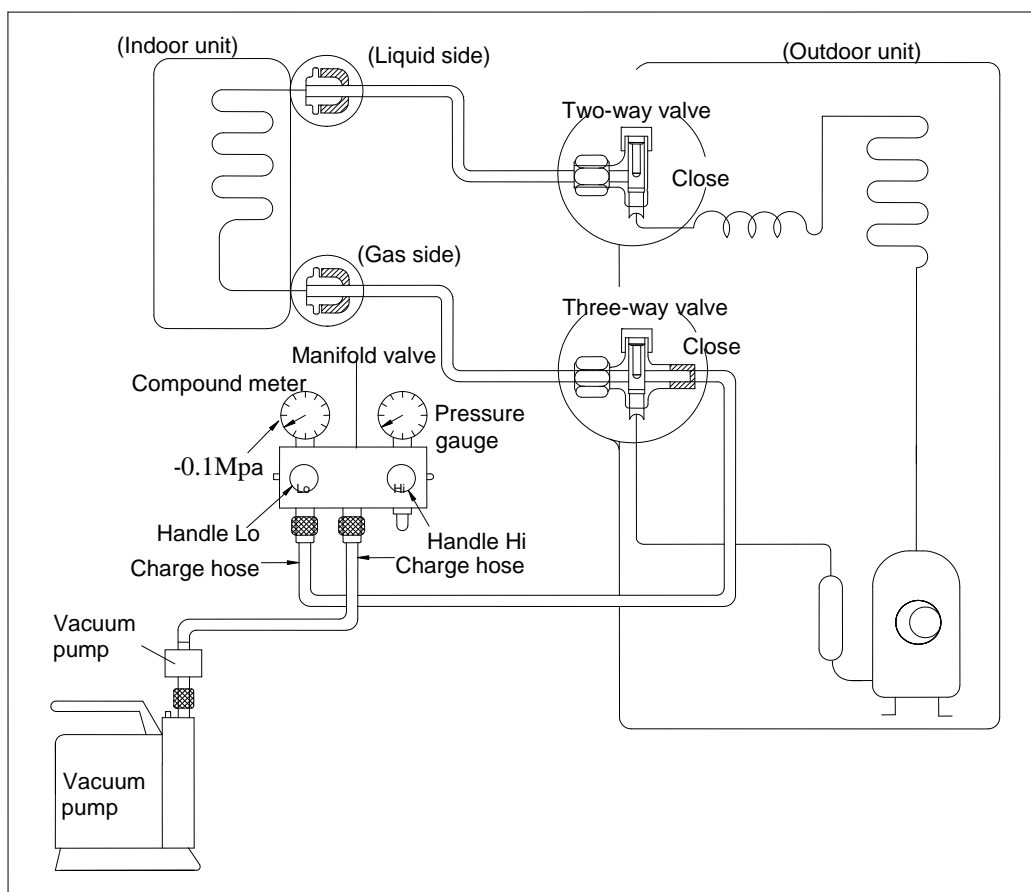 (Indoor unit)
(Liquid side)
(Outdoor unit)
Two-way valve
Close
(Gas side)
Three-way valve
Close
Manifold valve
Compound meter
Pressure
gauge
-0.1Mpa
Lo
Hi
Handle Lo
Handle Hi
Charge hose
Charge hose
Vacuum
pump
Vacuum
pump